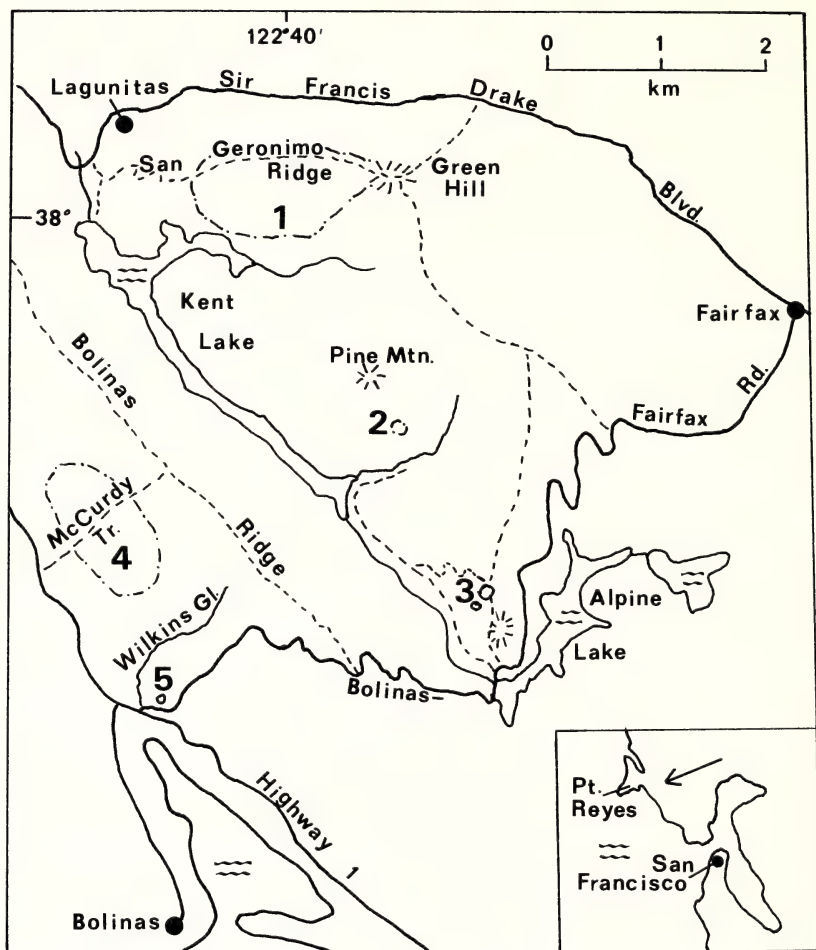 122°40'
0 1 2
km
Lagunitas
Sir Francis Drake
Blvd.
San Geronimo
Ridge
Green
Hill
1
38°
Kent
Lake
Fairfax
Pine Mtn.
2
Fairfax
Rd.
Bolinas
Ridge
McCurdy
Tr.
4
3
Alpine
Lake
Wilkins Gl.
5
Bolinas-
Highway 1
Bolinas
Pt.
Reyes
San
Francisco